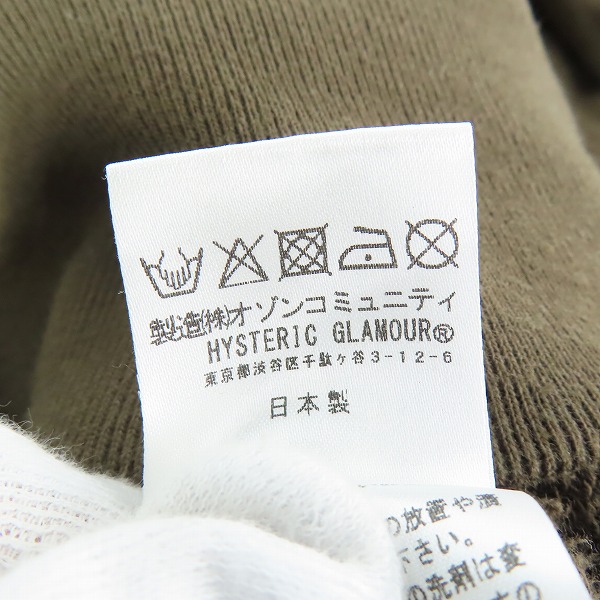 製造(株)オゾンコミュニティ
HYSTERIC GLAMOUR®
東京都渋谷区千駄ヶ谷3-12-6
日本製
の放置や濡
さい。
の洗剤は変
すの